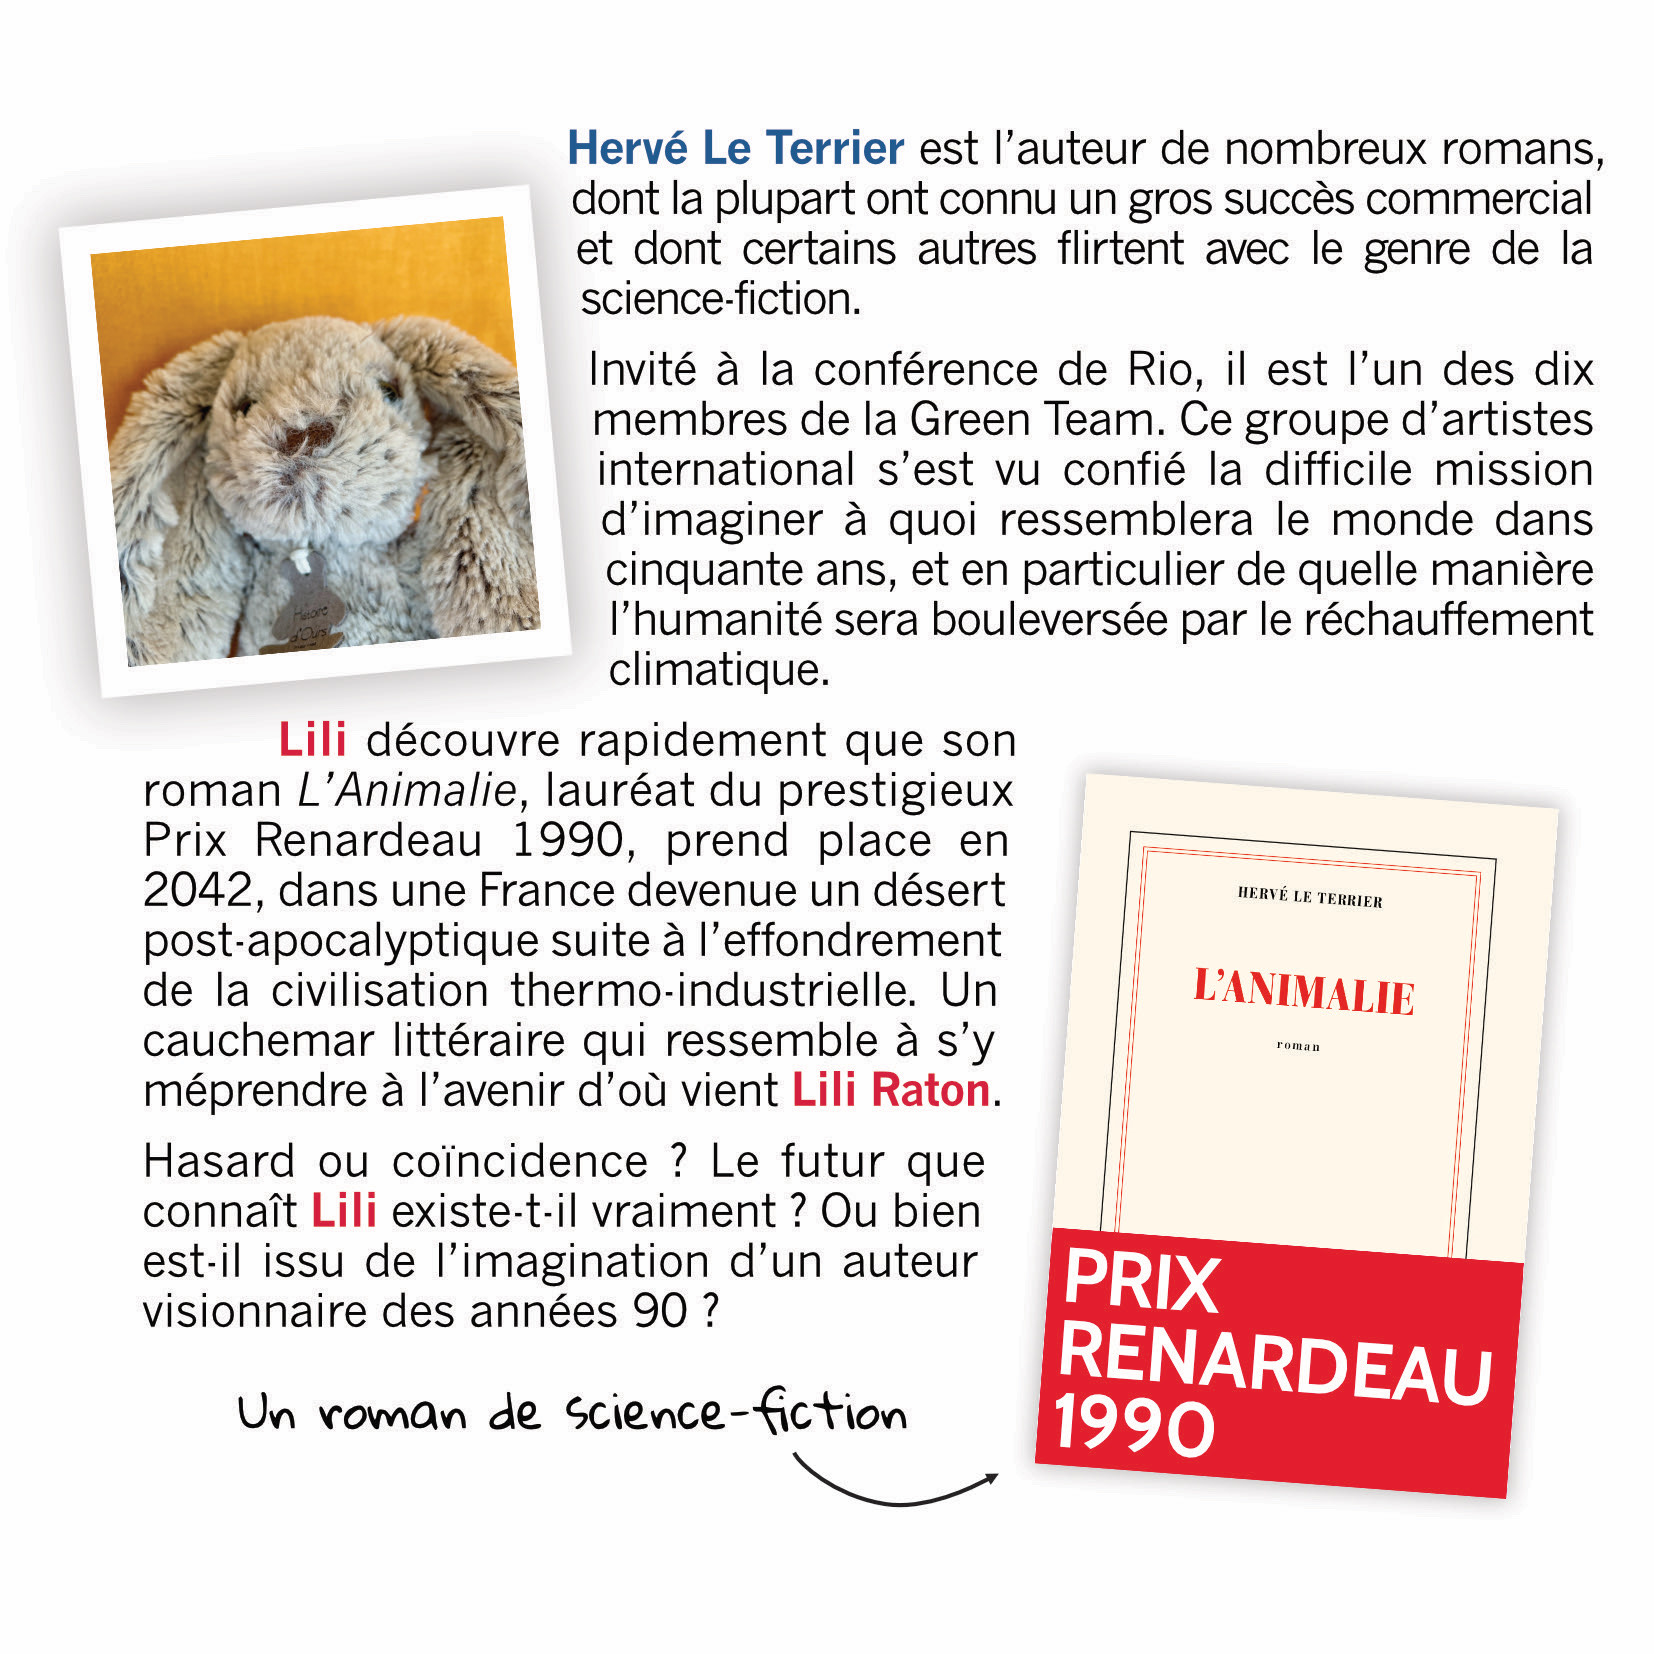 Hervé Le Terrier est l’auteur de nombreux romans,
dont la plupart ont connu un gros succès commercial
et dont certains autres flirtent avec le genre de la
science-fiction.
Invité à la conférence de Rio, il est l’un des dix
membres de la Green Team. Ce groupe d’artistes
international s’est vu confié la difficile mission
d’imaginer à quoi ressemblera le monde dans
cinquante ans, et en particulier de quelle manière
l’humanité sera bouleversée par le réchauffement
climatique.
Histoire
d'Ours
Lili découvre rapidement que son
roman L’Animalie, lauréat du prestigieux
Prix Renardeau 1990, prend place en
2042, dans une France devenue un désert
post-apocalyptique suite à l’effondrement
de la civilisation thermo-industrielle. Un
cauchemar littéraire qui ressemble à s’y
méprendre à l’avenir d’où vient Lili Raton.
Hasard ou coïncidence ? Le futur que
connaît Lili existe-t-il vraiment ? Ou bien
est-il issu de l’imagination d’un auteur
visionnaire des années 90 ?
Un roman de science-fiction
HERVÉ LE TERRIER
L’ANIMALIE
roman
PRIX
RENARDEAU
1990